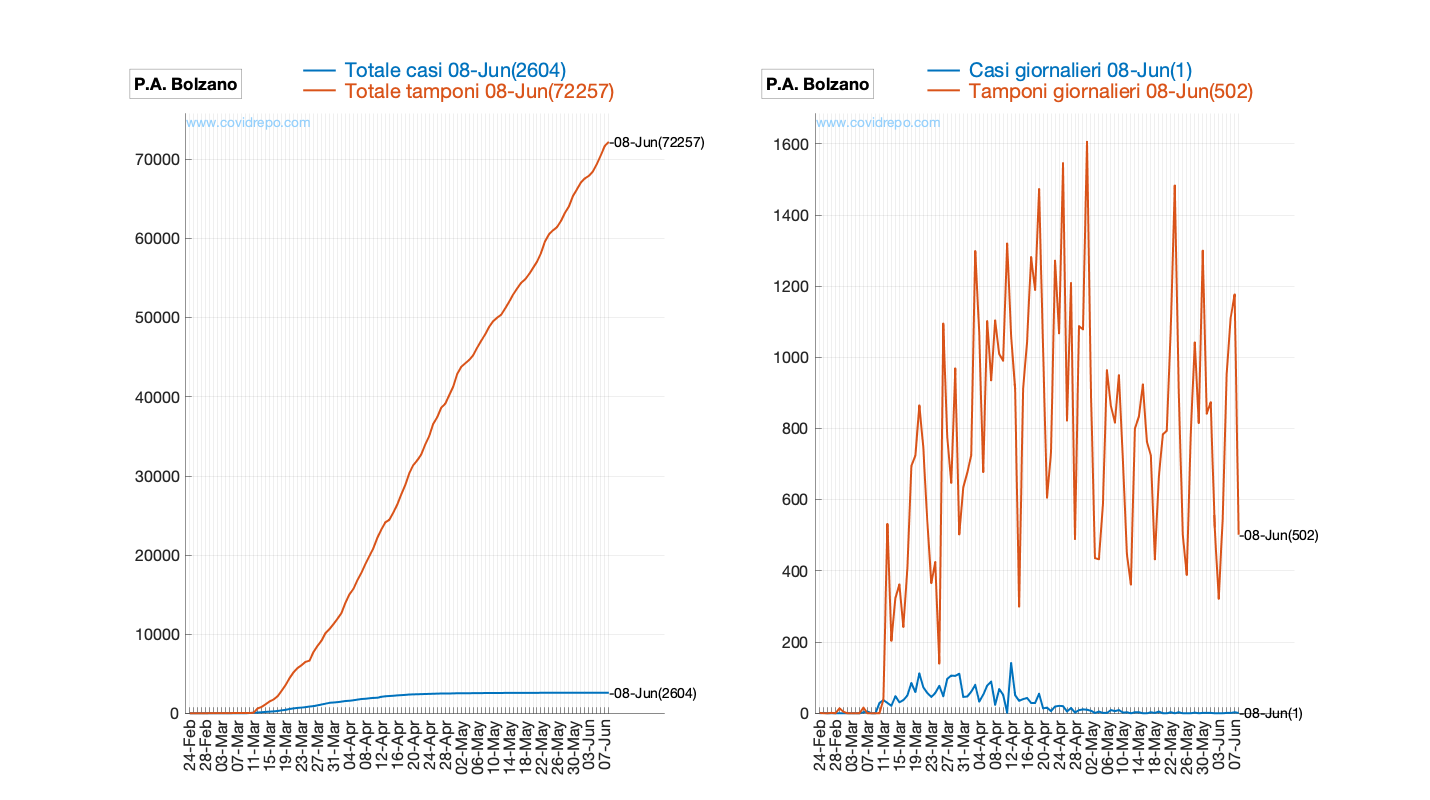 P.A. Bolzano
Totale casi 08-Jun(2604)
Totale tamponi 08-Jun(72257)
www.covidrepo.com
08-Jun(72257)
70000
60000
50000
40000
30000
20000
10000
0
08-Jun(2604)
24-Feb
28-Feb
03-Mar
07-Mar
11-Mar
15-Mar
19-Mar
23-Mar
27-Mar
31-Mar
04-Apr
08-Apr
12-Apr
16-Apr
20-Apr
24-Apr
28-Apr
02-May
06-May
10-May
14-May
18-May
22-May
26-May
30-May
03-Jun
07-Jun
P.A. Bolzano
Casi giornalieri 08-Jun(1)
Tamponi giornalieri 08-Jun(502)
www.covidrepo.com
1600
1400
1200
1000
800
600
400
200
0
08-Jun(502)
08-Jun(1)
24-Feb
28-Feb
03-Mar
07-Mar
11-Mar
15-Mar
19-Mar
23-Mar
27-Mar
31-Mar
04-Apr
08-Apr
12-Apr
16-Apr
20-Apr
24-Apr
28-Apr
02-May
06-May
10-May
14-May
18-May
22-May
26-May
30-May
03-Jun
07-Jun